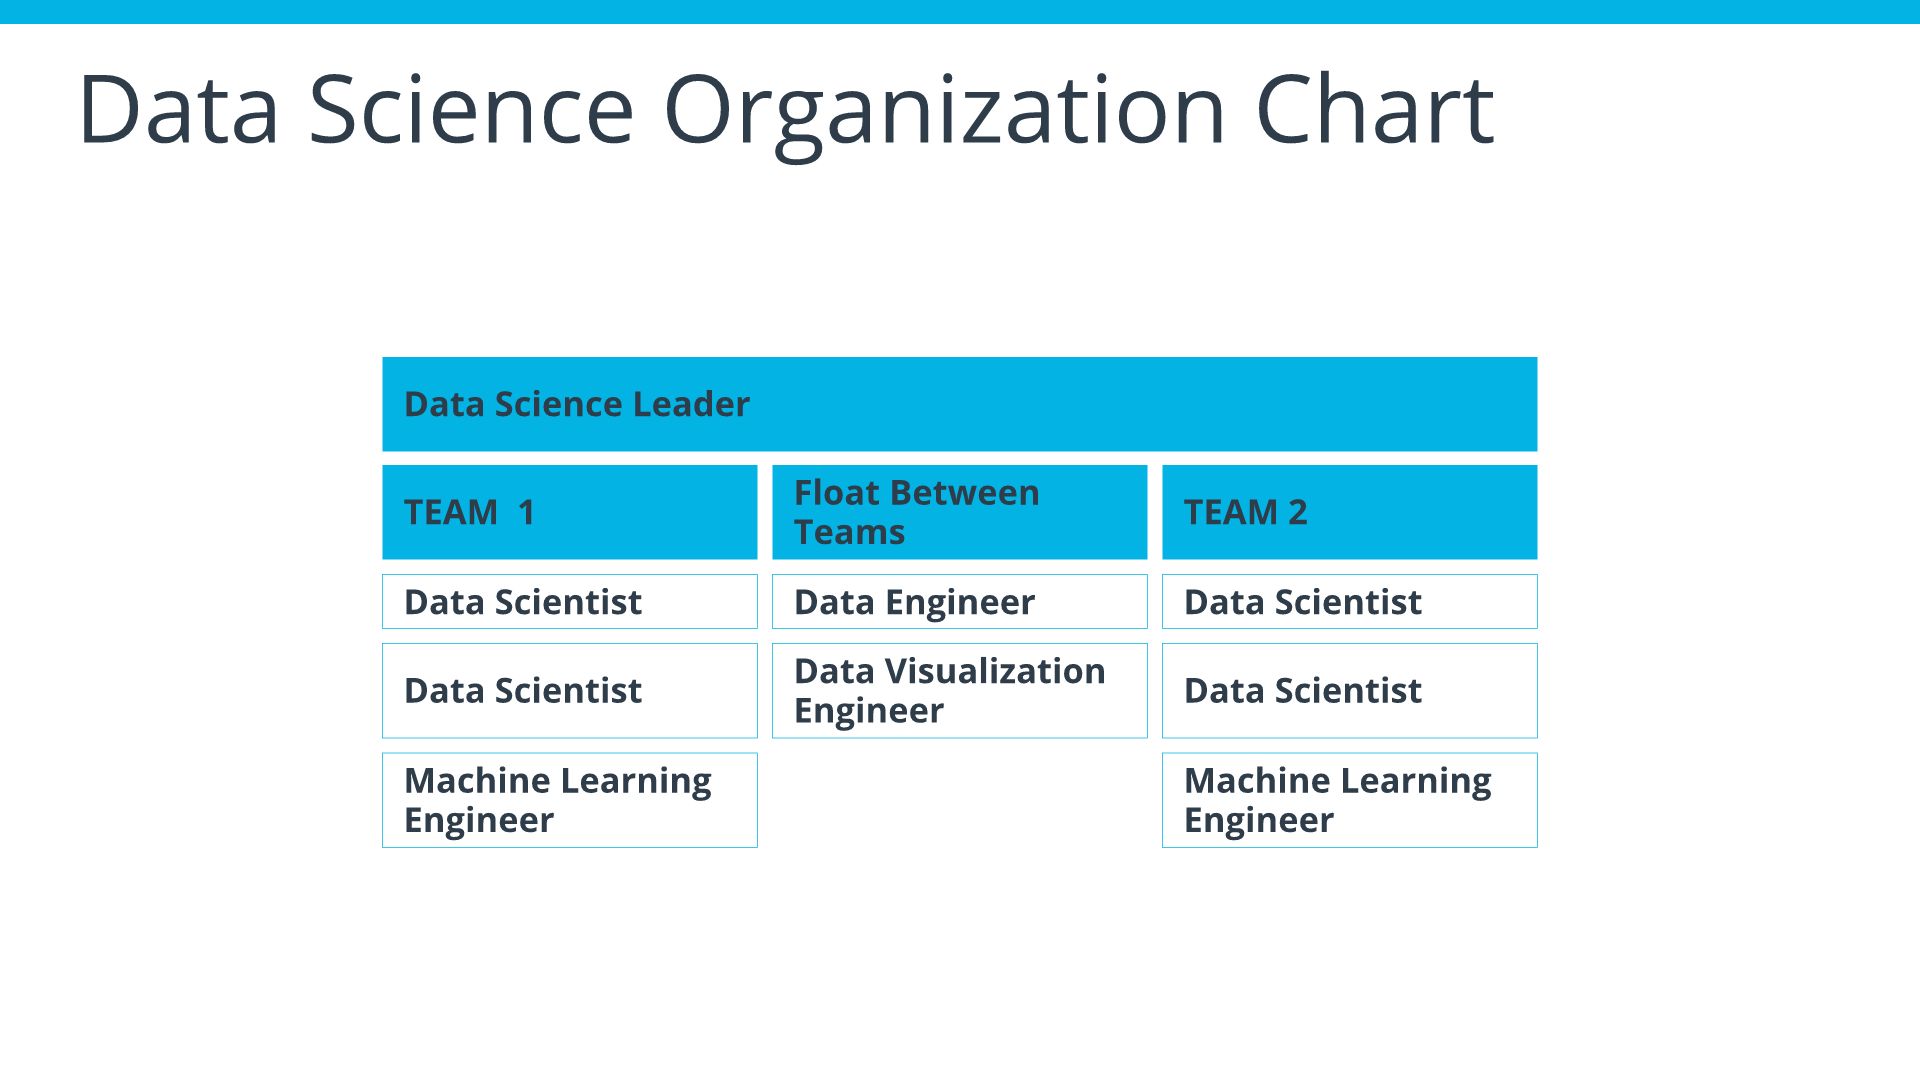 Data Science Organization Chart
Data Science Leader
TEAM  1
Float Between
Teams
TEAM 2
Data Scientist
Data Engineer
Data Scientist
Data Scientist
Data Visualization
Engineer
Data Scientist
Machine Learning
Engineer
Machine Learning
Engineer